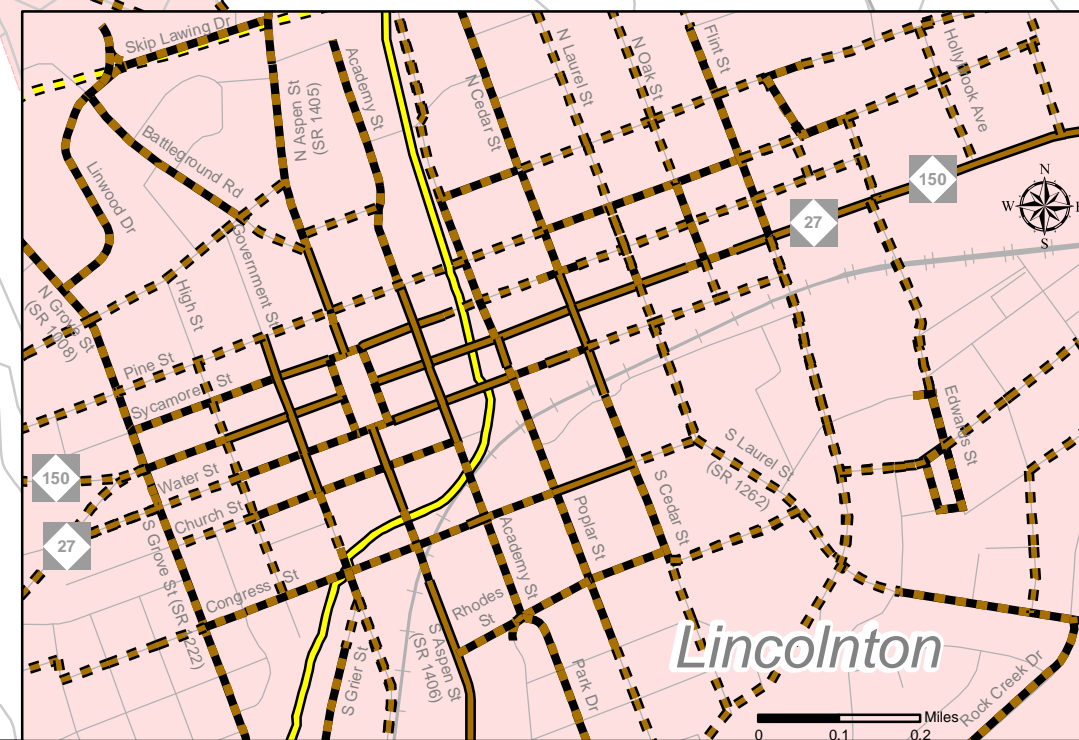 Skip Lawing Dr
N Aspen St
(SR 1405)
Academy St
N Cedar St
N Laurel St
N Oak St
Flint St
Hollybrook Ave
Battleground Rd
Linwood Dr
150
27
N
W
S
Government St
High St
N Grove St
(SR 1008)
Pine St
Sycamore St
Water St
Church St
150
27
Congress St
S Grove St (SR 1222)
S Grier St
S Aspen St
(SR 1406)
Rhodes
St
Academy St
Park Dr
Poplar St
S Cedar St
S Laurel St
(SR 1262)
Edwards St
Lincolnton
Rock Creek Dr
Miles
0 0.1 0.2